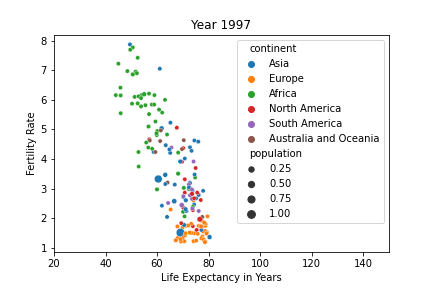 Year 1997
8
7
6
5
4
3
2
1
Fertility Rate
20
40
60
80
100
120
140
Life Expectancy in Years
continent
Asia
Europe
Africa
North America
South America
Australia and Oceania
population
0.25
0.50
0.75
1.00